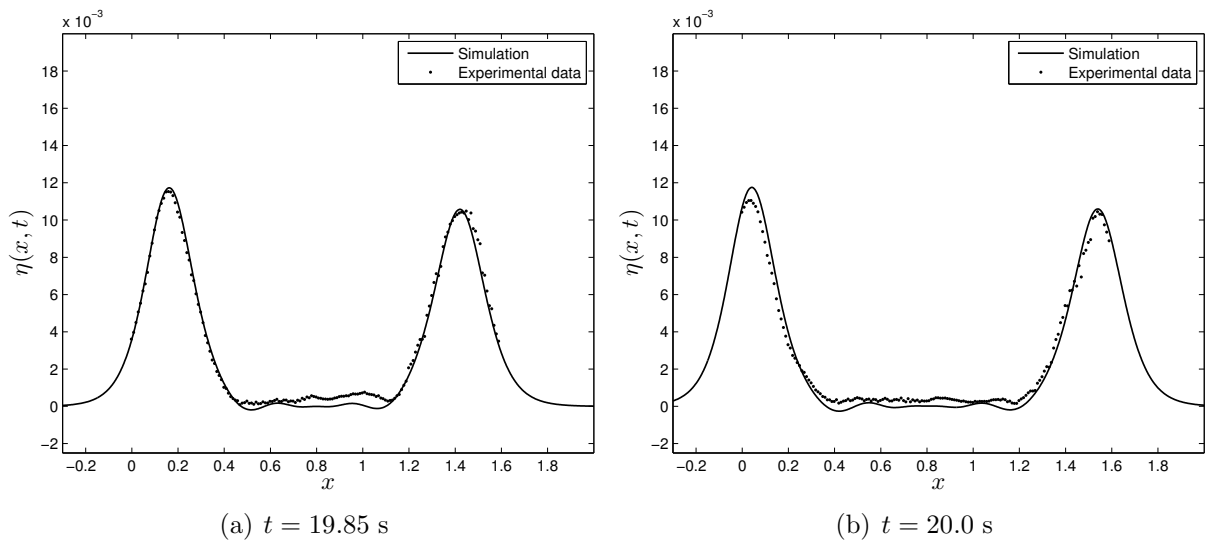 x 10⁻³
18
16
14
12
10
8
6
4
2
0
−2
η(x, t)
−0.2 0 0.2 0.4 0.6 0.8 1 1.2 1.4 1.6 1.8
x
Simulation
Experimental data
(a) t = 19.85 s
x 10⁻³
18
16
14
12
10
8
6
4
2
0
−2
η(x, t)
−0.2 0 0.2 0.4 0.6 0.8 1 1.2 1.4 1.6 1.8
x
Simulation
Experimental data
(b) t = 20.0 s